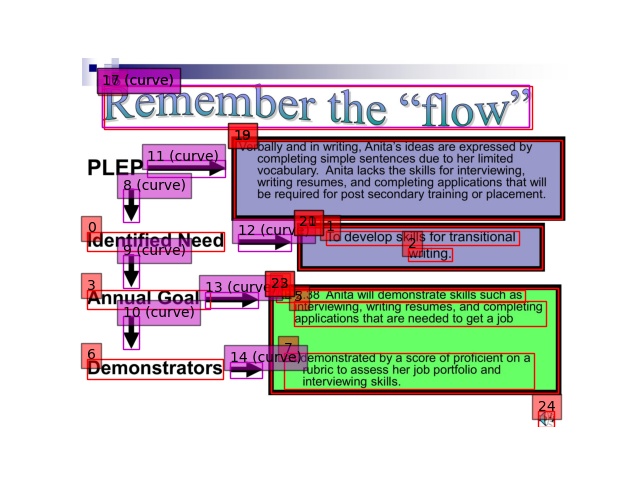 17 (curve)
Remember the “flow”
19
Verbally and in writing, Anita's ideas are expressed by
completing simple sentences due to her limited
vocabulary. Anita lacks the skills for interviewing,
writing resumes, and completing applications that will
be required for post secondary training or placement.
PLEP
11 (curve)
8 (curve)
0
Identified Need
12 (curve)
21
1
To develop skills for transitional
2
writing.
9 (curve)
3
Annual Goal
13 (curve)
23
5.38 Anita will demonstrate skills such as
interviewing, writing resumes, and completing
applications that are needed to get a job
10 (curve)
6
Demonstrators
14 (curve)
7
demonstrated by a score of proficient on a
rubric to assess her job portfolio and
interviewing skills.
24